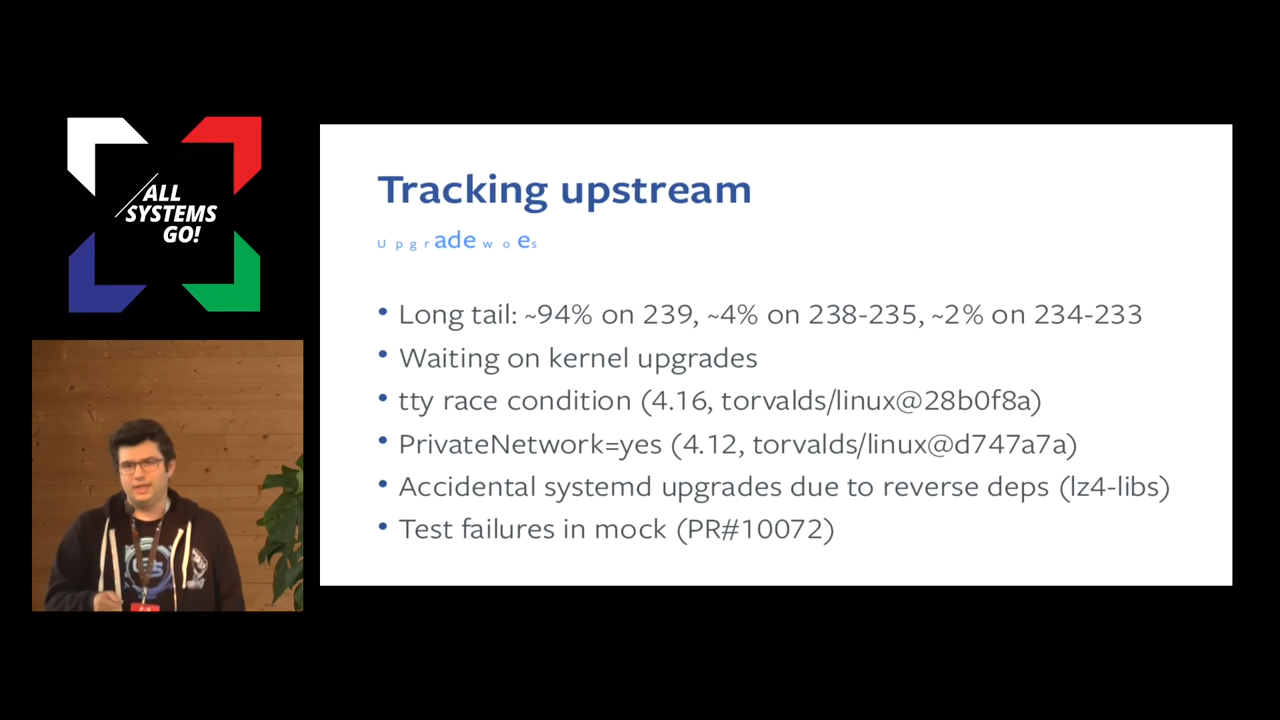 ALL
SYSTEMS
GO!
Tracking upstream
Upgrade woes
• Long tail: ~94% on 239, ~4% on 238-235, ~2% on 234-233
• Waiting on kernel upgrades
• tty race condition (4.16, torvalds/linux@28b0f8a)
• PrivateNetwork=yes (4.12, torvalds/linux@d747a7a)
• Accidental systemd upgrades due to reverse deps (lz4-libs)
• Test failures in mock (PR#10072)